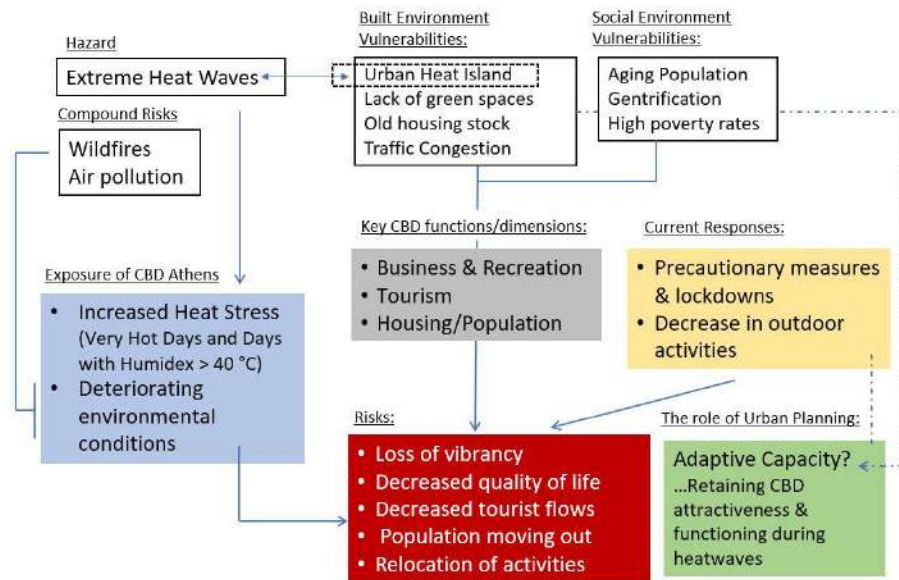 Hazard
Extreme Heat Waves
Built Environment
Vulnerabilities:
Urban Heat Island
Lack of green spaces
Old housing stock
Traffic Congestion
Social Environment
Vulnerabilities:
Aging Population
Gentrification
High poverty rates
Compound Risks
Wildfires
Air pollution
Exposure of CBD Athens
• Increased Heat Stress
(Very Hot Days and Days
with Humidex > 40 °C)
• Deteriorating
environmental
conditions
Key CBD functions/dimensions:
• Business & Recreation
• Tourism
• Housing/Population
Current Responses:
• Precautionary measures
& lockdowns
• Decrease in outdoor
activities
Risks:
• Loss of vibrancy
• Decreased quality of life
• Decreased tourist flows
• Population moving out
• Relocation of activities
The role of Urban Planning:
Adaptive Capacity?
...Retaining CBD
attractiveness &
functioning during
heatwaves